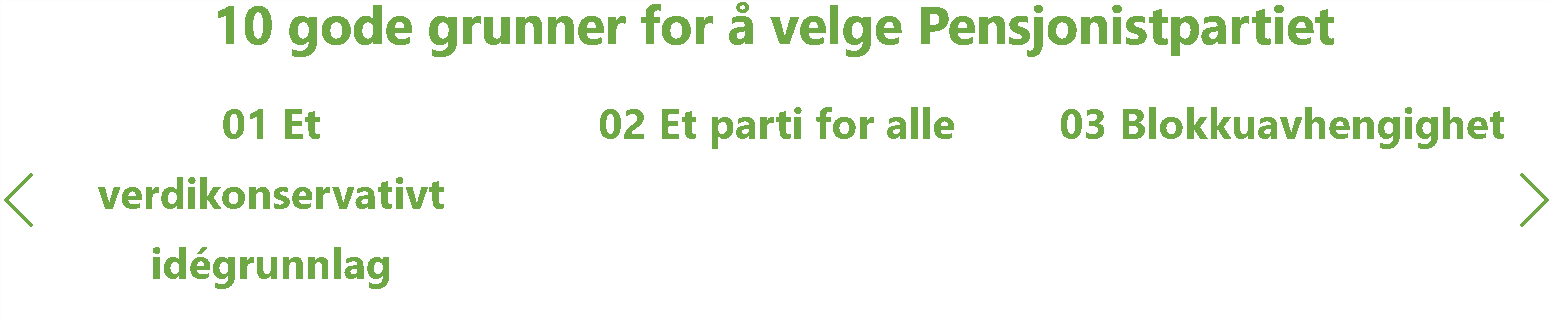 10 gode grunner for å velge Pensjonistpartiet
01 Et
verdikonservativt
idégrunnlag
02 Et parti for alle
03 Blokkuavhengighet